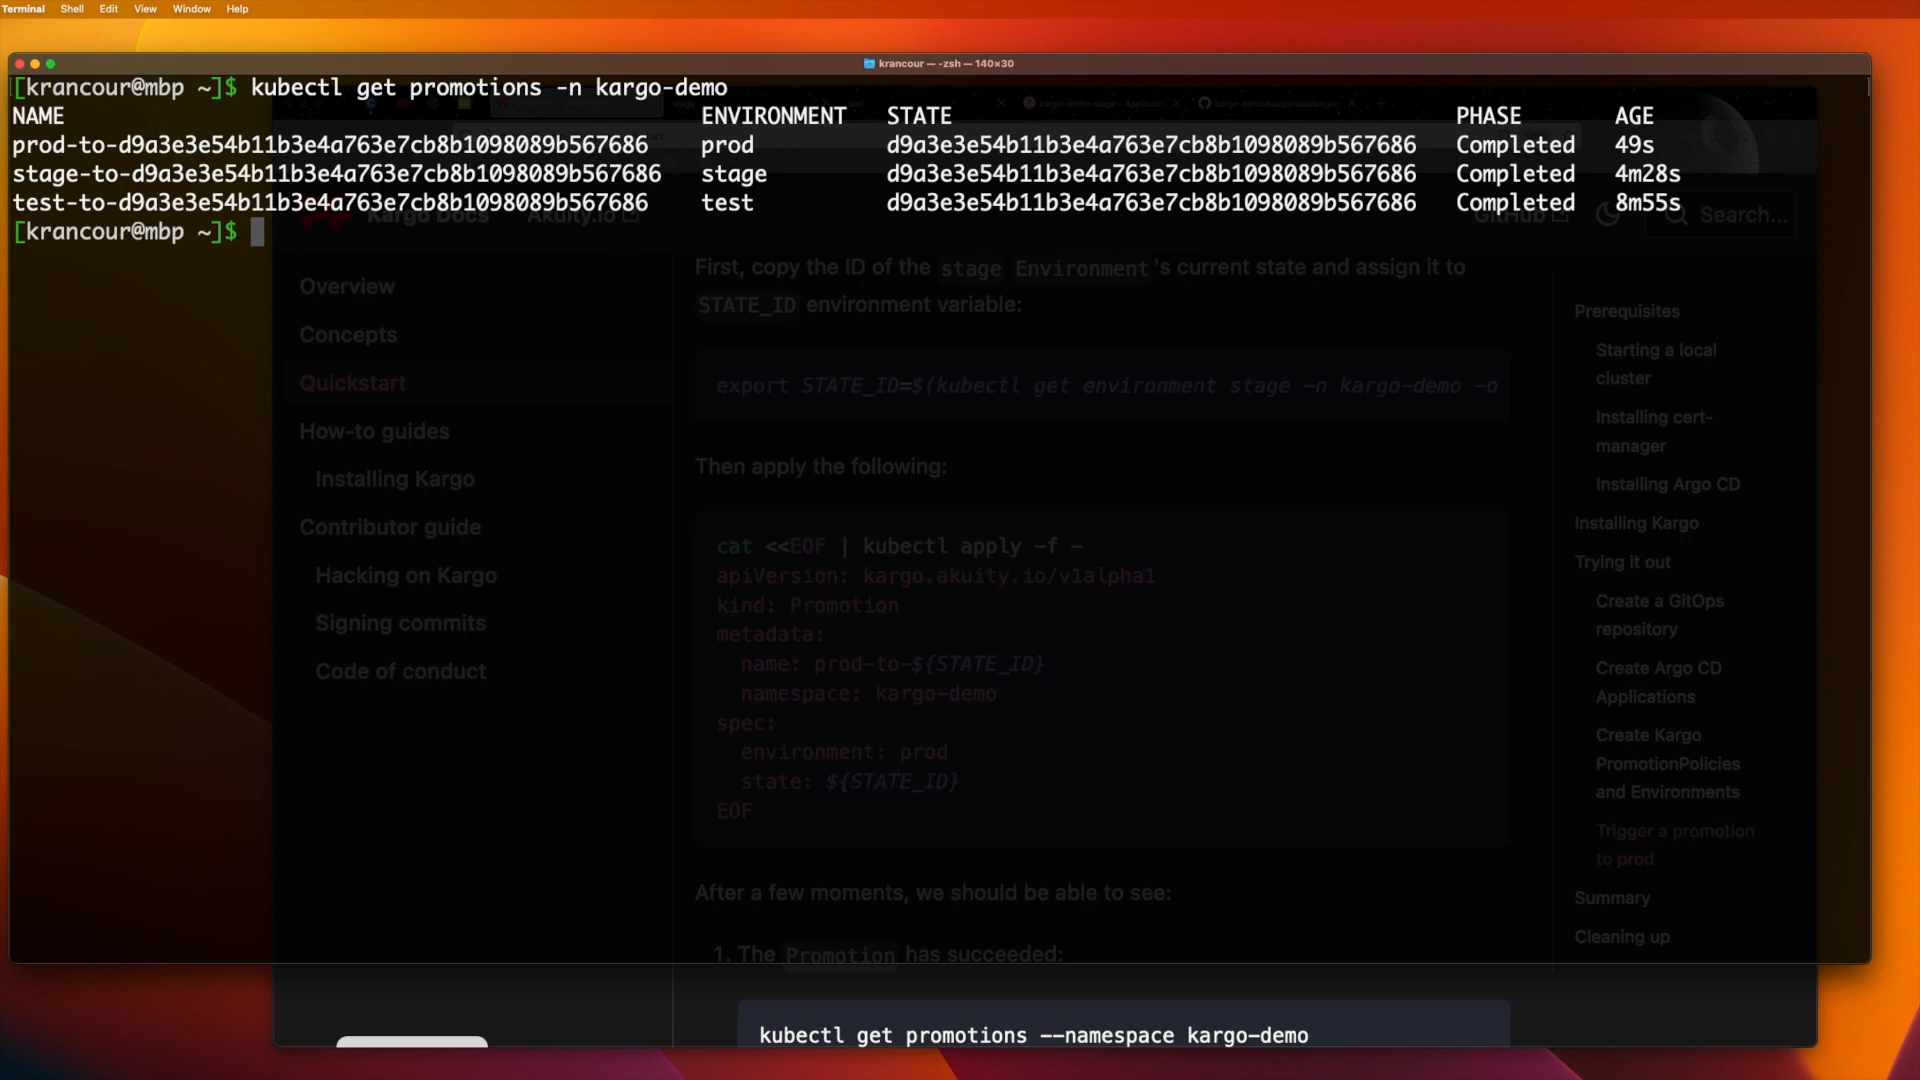 Terminal Shell Edit View Window Help
krancour — -zsh — 140×30
[krancour@mbp ~]$ kubectl get promotions -n kargo-demo
NAME ENVIRONMENT STATE PHASE AGE
prod-to-d9a3e3e54b11b3e4a763e7cb8b1098089b567686 prod d9a3e3e54b11b3e4a763e7cb8b1098089b567686 Completed 49s
stage-to-d9a3e3e54b11b3e4a763e7cb8b1098089b567686 stage d9a3e3e54b11b3e4a763e7cb8b1098089b567686 Completed 4m28s
test-to-d9a3e3e54b11b3e4a763e7cb8b1098089b567686 test d9a3e3e54b11b3e4a763e7cb8b1098089b567686 Completed 8m55s
[krancour@mbp ~]$
Kargo Docs Akuity.io GitHub Search...
Overview
Concepts
Quickstart
How-to guides
Installing Kargo
Contributor guide
Hacking on Kargo
Signing commits
Code of conduct
First, copy the ID of the stage Environment's current state and assign it to
STATE_ID environment variable:
export STATE_ID=$(kubectl get environment stage -n kargo-demo -o
Then apply the following:
cat <<EOF | kubectl apply -f -
apiVersion: kargo.akuity.io/v1alpha1
kind: Promotion
metadata:
name: prod-to-${STATE_ID}
namespace: kargo-demo
spec:
environment: prod
state: ${STATE_ID}
EOF
After a few moments, we should be able to see:
1. The Promotion has succeeded:
kubectl get promotions --namespace kargo-demo
Prerequisites
Starting a local
cluster
Installing cert-
manager
Installing Argo CD
Installing Kargo
Trying it out
Create a GitOps
repository
Create Argo CD
Applications
Create Kargo
PromotionPolicies
and Environments
Trigger a promotion
to prod
Summary
Cleaning up